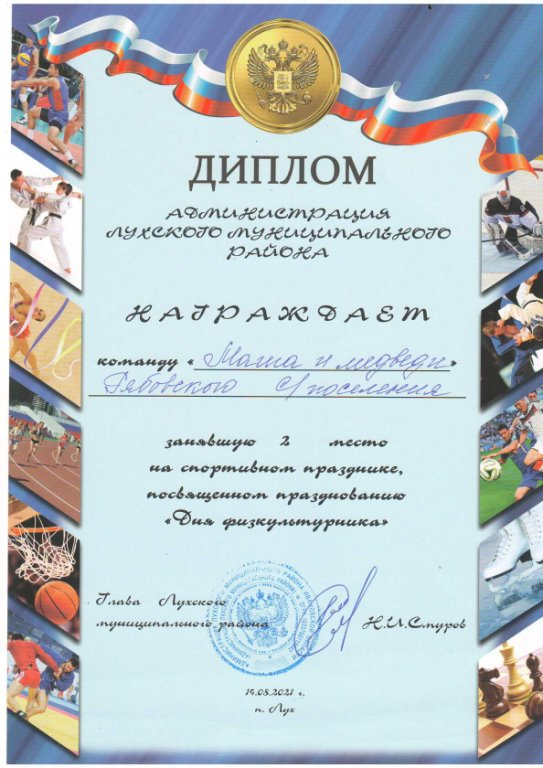 ДИПЛОМ
АДМИНИСТРАЦИЯ
ЛУХСКОГО МУНИЦИПАЛЬНОГО
РАЙОНА
НАГРАЖДАЕТ
команду «Маша и медведи»
Рябовского с/поселения
занявшую 2 место
на спортивном празднике,
посвященном празднованию
«Дня физкультурника»
Глава Лухского
муниципального района Н.И.Смуров
14.08.2021 г.
п. Лух